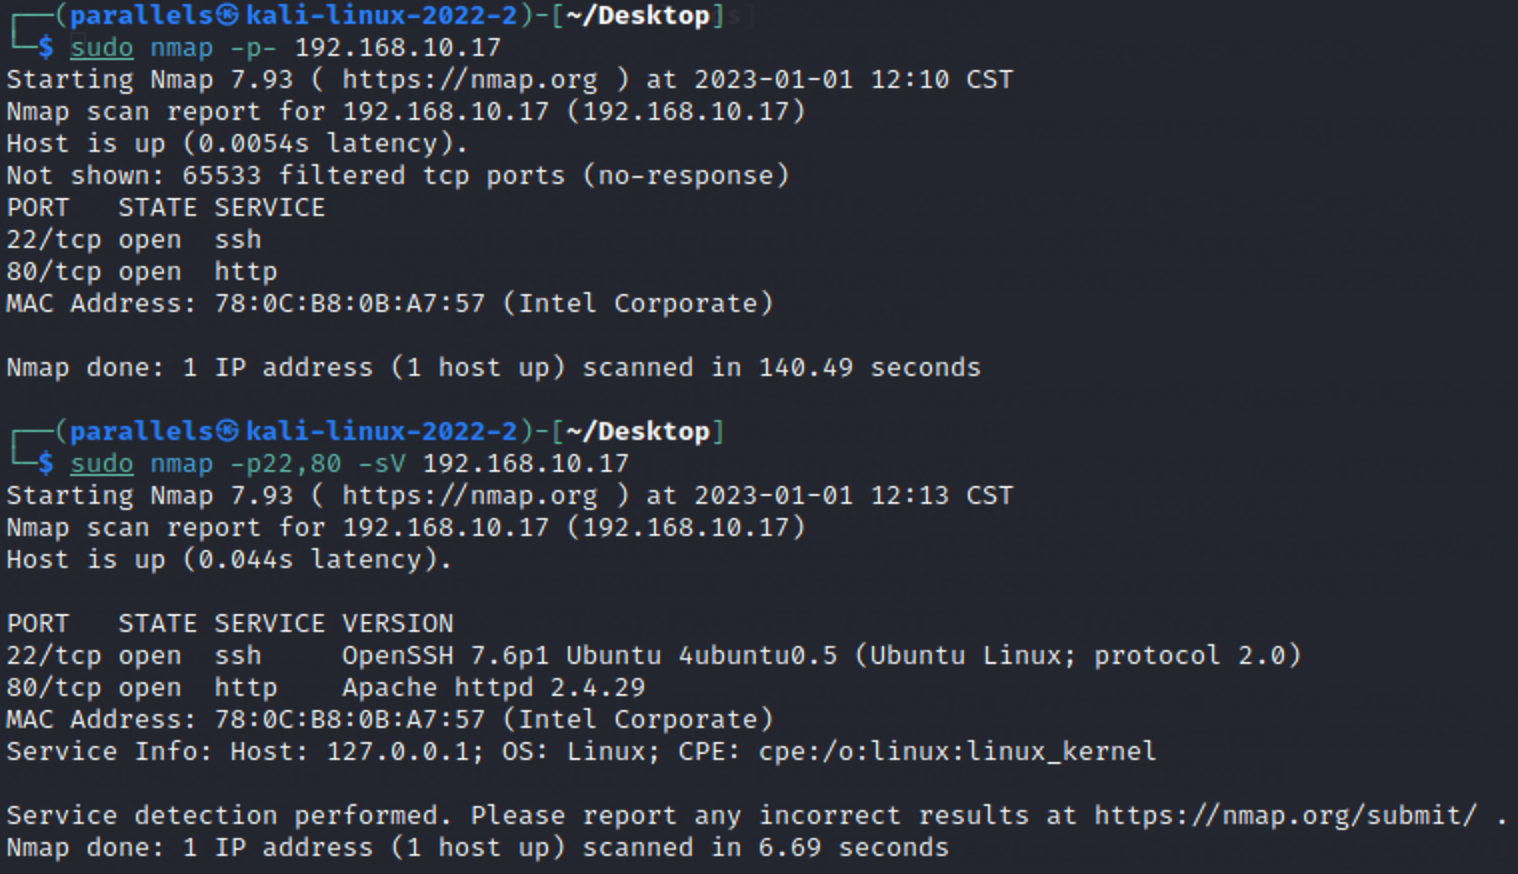 ┌──(parallels㉿kali-linux-2022-2)-[~/Desktop]
└─$ sudo nmap -p- 192.168.10.17
Starting Nmap 7.93 ( https://nmap.org ) at 2023-01-01 12:10 CST
Nmap scan report for 192.168.10.17 (192.168.10.17)
Host is up (0.0054s latency).
Not shown: 65533 filtered tcp ports (no-response)
PORT   STATE SERVICE
22/tcp open  ssh
80/tcp open  http
MAC Address: 78:0C:B8:0B:A7:57 (Intel Corporate)
Nmap done: 1 IP address (1 host up) scanned in 140.49 seconds
┌──(parallels㉿kali-linux-2022-2)-[~/Desktop]
└─$ sudo nmap -p22,80 -sV 192.168.10.17
Starting Nmap 7.93 ( https://nmap.org ) at 2023-01-01 12:13 CST
Nmap scan report for 192.168.10.17 (192.168.10.17)
Host is up (0.044s latency).
PORT   STATE SERVICE VERSION
22/tcp open  ssh     OpenSSH 7.6p1 Ubuntu 4ubuntu0.5 (Ubuntu Linux; protocol 2.0)
80/tcp open  http    Apache httpd 2.4.29
MAC Address: 78:0C:B8:0B:A7:57 (Intel Corporate)
Service Info: Host: 127.0.0.1; OS: Linux; CPE: cpe:/o:linux:linux_kernel
Service detection performed. Please report any incorrect results at https://nmap.org/submit/ .
Nmap done: 1 IP address (1 host up) scanned in 6.69 seconds